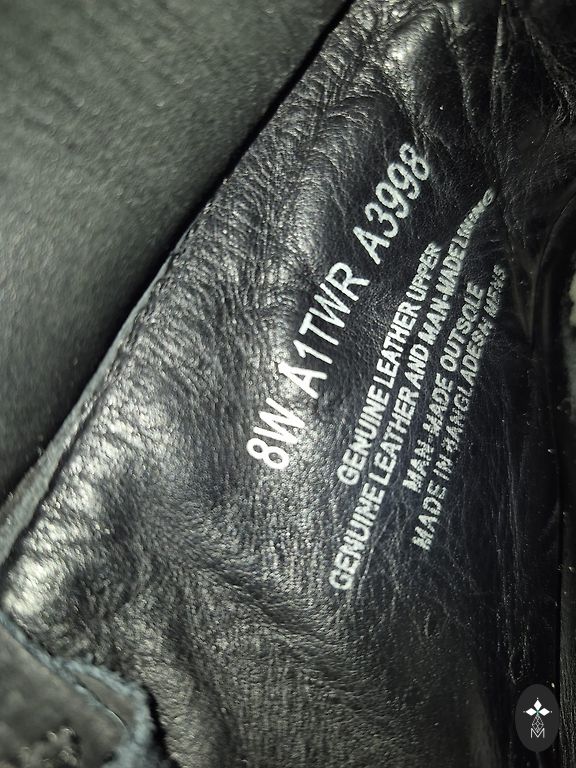 8W A1TWR A3998
GENUINE LEATHER UPPER
GENUINE LEATHER AND MAN-MADE LINING
MAN-MADE OUTSOLE
MADE IN BANGLADESH
M